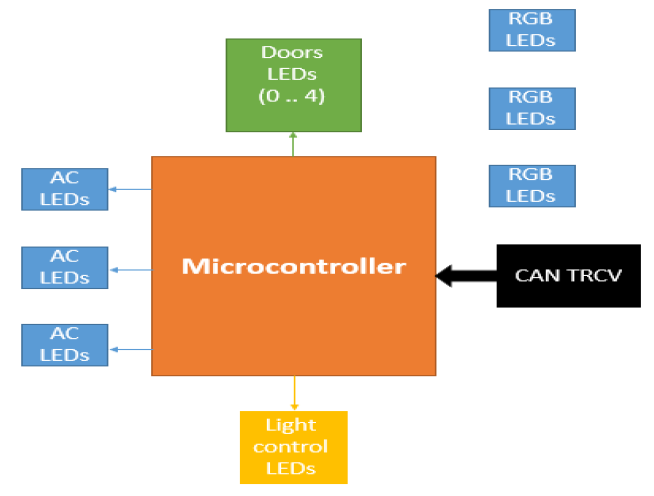 RGB
LEDs
Doors
LEDs
(0 .. 4)
RGB
LEDs
RGB
LEDs
AC
LEDs
Microcontroller
CAN TRCV
AC
LEDs
AC
LEDs
Light
control
LEDs